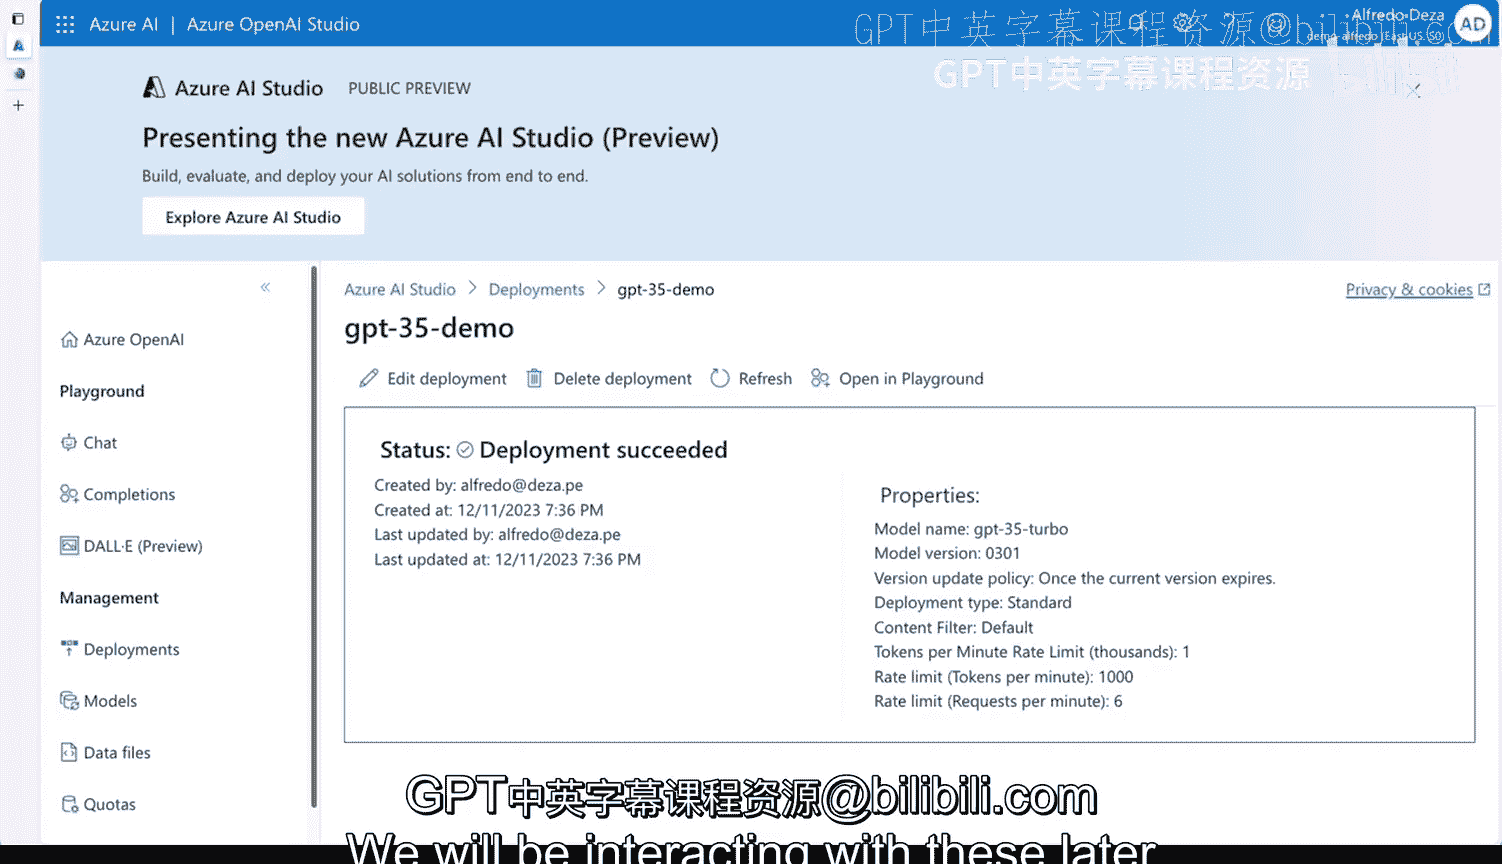 Azure AI | Azure OpenAI Studio
Alfredo Deza
AD
demo-alfredo (East US, S0)
GPT中英字幕课程资源@bilibili.com
GPT中英字幕课程资源
Azure AI Studio PUBLIC PREVIEW
Presenting the new Azure AI Studio (Preview)
Build, evaluate, and deploy your AI solutions from end to end.
Explore Azure AI Studio
Azure OpenAI
Playground
Chat
Completions
DALL·E (Preview)
Management
Deployments
Models
Data files
Quotas
Azure AI Studio > Deployments > gpt-35-demo
Privacy & cookies
gpt-35-demo
Edit deployment Delete deployment Refresh Open in Playground
Status: Deployment succeeded
Created by: alfredo@deza.pe
Created at: 12/11/2023 7:36 PM
Last updated by: alfredo@deza.pe
Last updated at: 12/11/2023 7:36 PM
Properties:
Model name: gpt-35-turbo
Model version: 0301
Version update policy: Once the current version expires.
Deployment type: Standard
Content Filter: Default
Tokens per Minute Rate Limit (thousands): 1
Rate limit (Tokens per minute): 1000
Rate limit (Requests per minute): 6
GPT中英字幕课程资源@bilibili.com
We will be interacting with these later